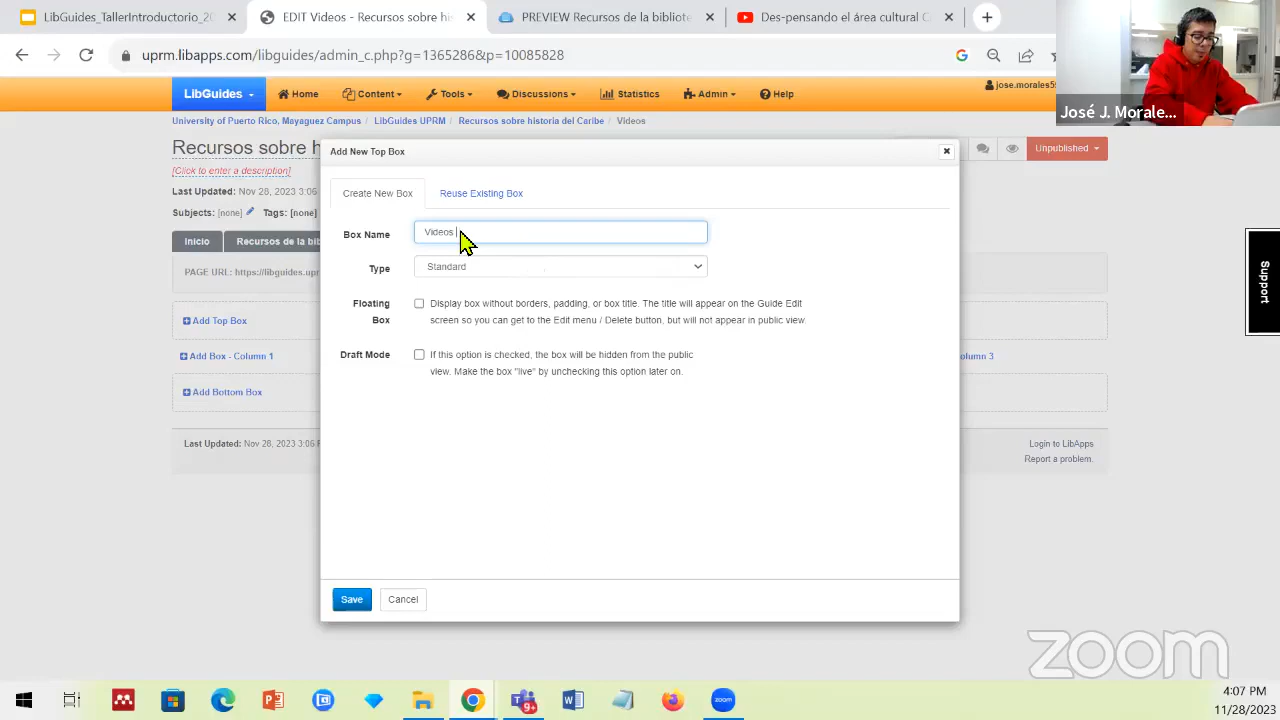 LibGuides_TallerIntroductorio_20
EDIT Videos - Recursos sobre his
PREVIEW Recursos de la bibliote
Des-pensando el área cultural C
uprm.libapps.com/libguides/admin_c.php?g=1365286&p=10085828
LibGuides
Home
Content
Tools
Discussions
Statistics
Admin
Help
jose.morales5
University of Puerto Rico, Mayaguez Campus
LibGuides UPRM
Recursos sobre historia del Caribe
Videos
Recursos sobre h
[Click to enter a description]
Last Updated: Nov 28, 2023 3:06
Subjects: [none] Tags: [none]
Unpublished
Inicio
Recursos de la bib
PAGE URL: https://libguides.upr
Add Top Box
Add Box - Column 1
olumn 3
Add Bottom Box
Last Updated: Nov 28, 2023 3:06 P
Login to LibApps
Report a problem.
Support
Add New Top Box
Create New Box
Reuse Existing Box
Box Name
Videos
Type
Standard
Floating Box
Display box without borders, padding, or box title. The title will appear on the Guide Edit
screen so you can get to the Edit menu / Delete button, but will not appear in public view.
Draft Mode
If this option is checked, the box will be hidden from the public
view. Make the box "live" by unchecking this option later on.
Save
Cancel
José J. Morale...
zoom
9+
zoom
4:07 PM
11/28/2023